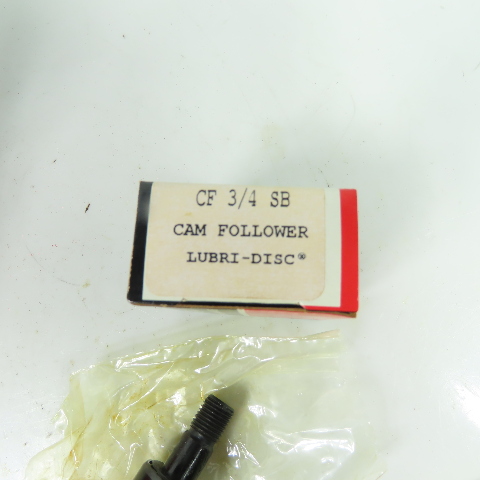 CF 3/4 SB
CAM FOLLOWER
LUBRI-DISC®